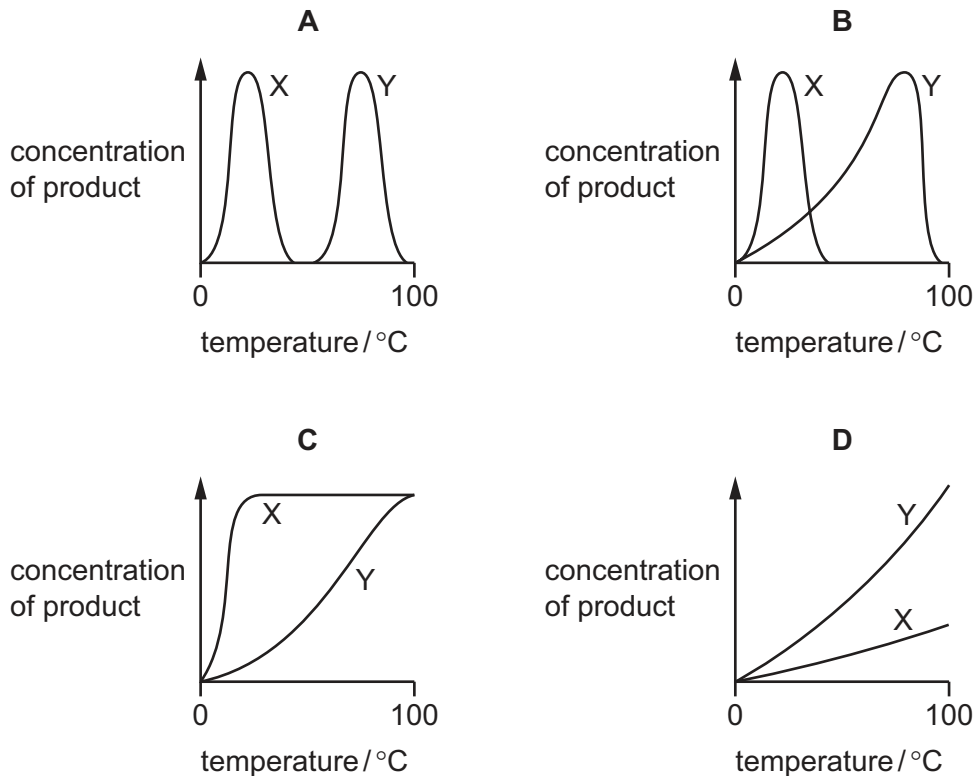 A
concentration
of product
X
Y
0
100
temperature / °C
B
concentration
of product
X
Y
0
100
temperature / °C
C
concentration
of product
X
Y
0
100
temperature / °C
D
concentration
of product
Y
X
0
100
temperature / °C